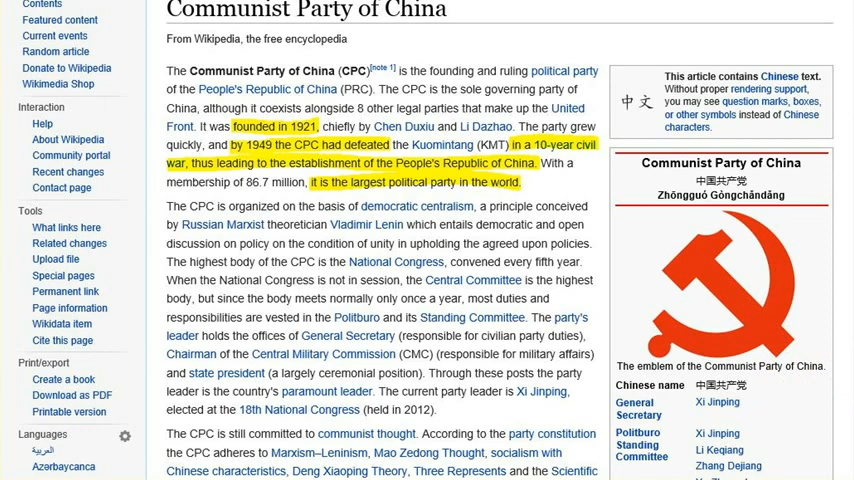 Contents
Featured content
Current events
Random article
Donate to Wikipedia
Wikimedia Shop
Interaction
Help
About Wikipedia
Community portal
Recent changes
Contact page
Tools
What links here
Related changes
Upload file
Special pages
Permanent link
Page information
Wikidata item
Cite this page
Print/export
Create a book
Download as PDF
Printable version
Languages
العربية
Azərbaycanca
Communist Party of China
From Wikipedia, the free encyclopedia
The Communist Party of China (CPC)[note 1] is the founding and ruling political party
of the People's Republic of China (PRC). The CPC is the sole governing party of
China, although it coexists alongside 8 other legal parties that make up the United
Front. It was founded in 1921, chiefly by Chen Duxiu and Li Dazhao. The party grew
quickly, and by 1949 the CPC had defeated the Kuomintang (KMT) in a 10-year civil
war, thus leading to the establishment of the People's Republic of China. With a
membership of 86.7 million, it is the largest political party in the world.
The CPC is organized on the basis of democratic centralism, a principle conceived
by Russian Marxist theoretician Vladimir Lenin which entails democratic and open
discussion on policy on the condition of unity in upholding the agreed upon policies.
The highest body of the CPC is the National Congress, convened every fifth year.
When the National Congress is not in session, the Central Committee is the highest
body, but since the body meets normally only once a year, most duties and
responsibilities are vested in the Politburo and its Standing Committee. The party's
leader holds the offices of General Secretary (responsible for civilian party duties),
Chairman of the Central Military Commission (CMC) (responsible for military affairs)
and state president (a largely ceremonial position). Through these posts the party
leader is the country's paramount leader. The current party leader is Xi Jinping,
elected at the 18th National Congress (held in 2012).
The CPC is still committed to communist thought. According to the party constitution
the CPC adheres to Marxism–Leninism, Mao Zedong Thought, socialism with
Chinese characteristics, Deng Xiaoping Theory, Three Represents and the Scientific
中文
This article contains Chinese text.
Without proper rendering support,
you may see question marks, boxes,
or other symbols instead of Chinese
characters.
Communist Party of China
中国共产党
Zhōngguó Gòngchǎndǎng
The emblem of the Communist Party of China.
Chinese name 中国共产党
General Xi Jinping
Secretary
Politburo Xi Jinping
Standing Li Keqiang
Committee Zhang Dejiang